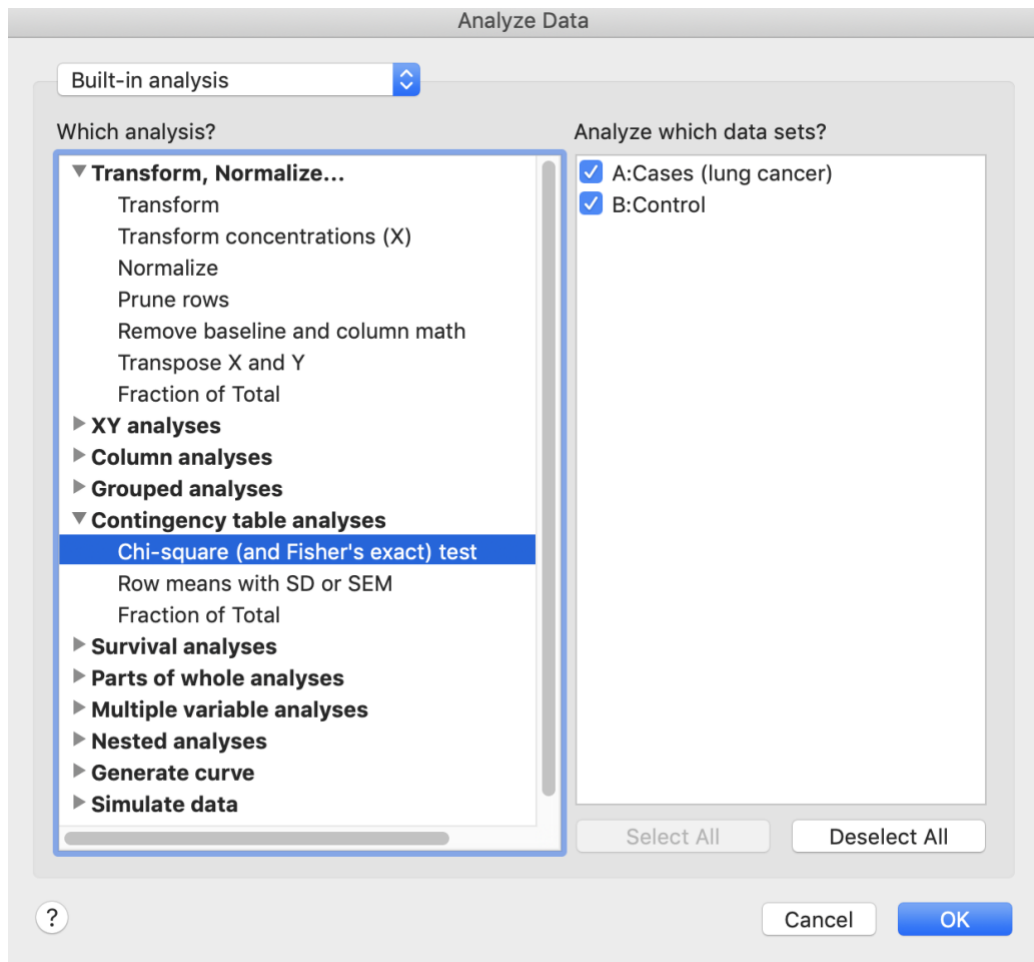 Analyze Data
Built-in analysis
Which analysis?
Transform, Normalize...
Transform
Transform concentrations (X)
Normalize
Prune rows
Remove baseline and column math
Transpose X and Y
Fraction of Total
XY analyses
Column analyses
Grouped analyses
Contingency table analyses
Chi-square (and Fisher's exact) test
Row means with SD or SEM
Fraction of Total
Survival analyses
Parts of whole analyses
Multiple variable analyses
Nested analyses
Generate curve
Simulate data
Analyze which data sets?
A:Cases (lung cancer)
B:Control
Select All
Deselect All
?
Cancel
OK